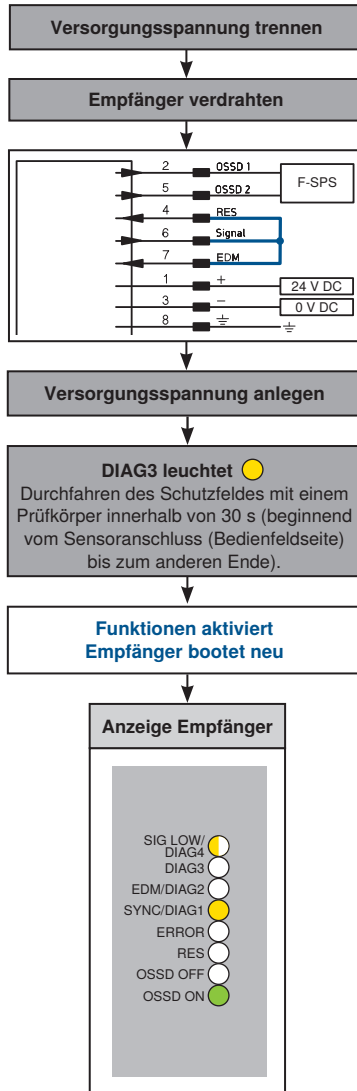 Versorgungsspannung trennen
Empfänger verdrahten
2 OSSD 1
5 OSSD 2
F-SPS
4 RES
6 Signal
7 EDM
1 + 24 V DC
3 – 0 V DC
8
Versorgungsspannung anlegen
DIAG3 leuchtet
Durchfahren des Schutzfeldes mit einem
Prüfkörper innerhalb von 30 s (beginnend
vom Sensoranschluss (Bedienfeldseite)
bis zum anderen Ende).
Funktionen aktiviert
Empfänger bootet neu
Anzeige Empfänger
SIG LOW/
DIAG4
DIAG3
EDM/DIAG2
SYNC/DIAG1
ERROR
RES
OSSD OFF
OSSD ON